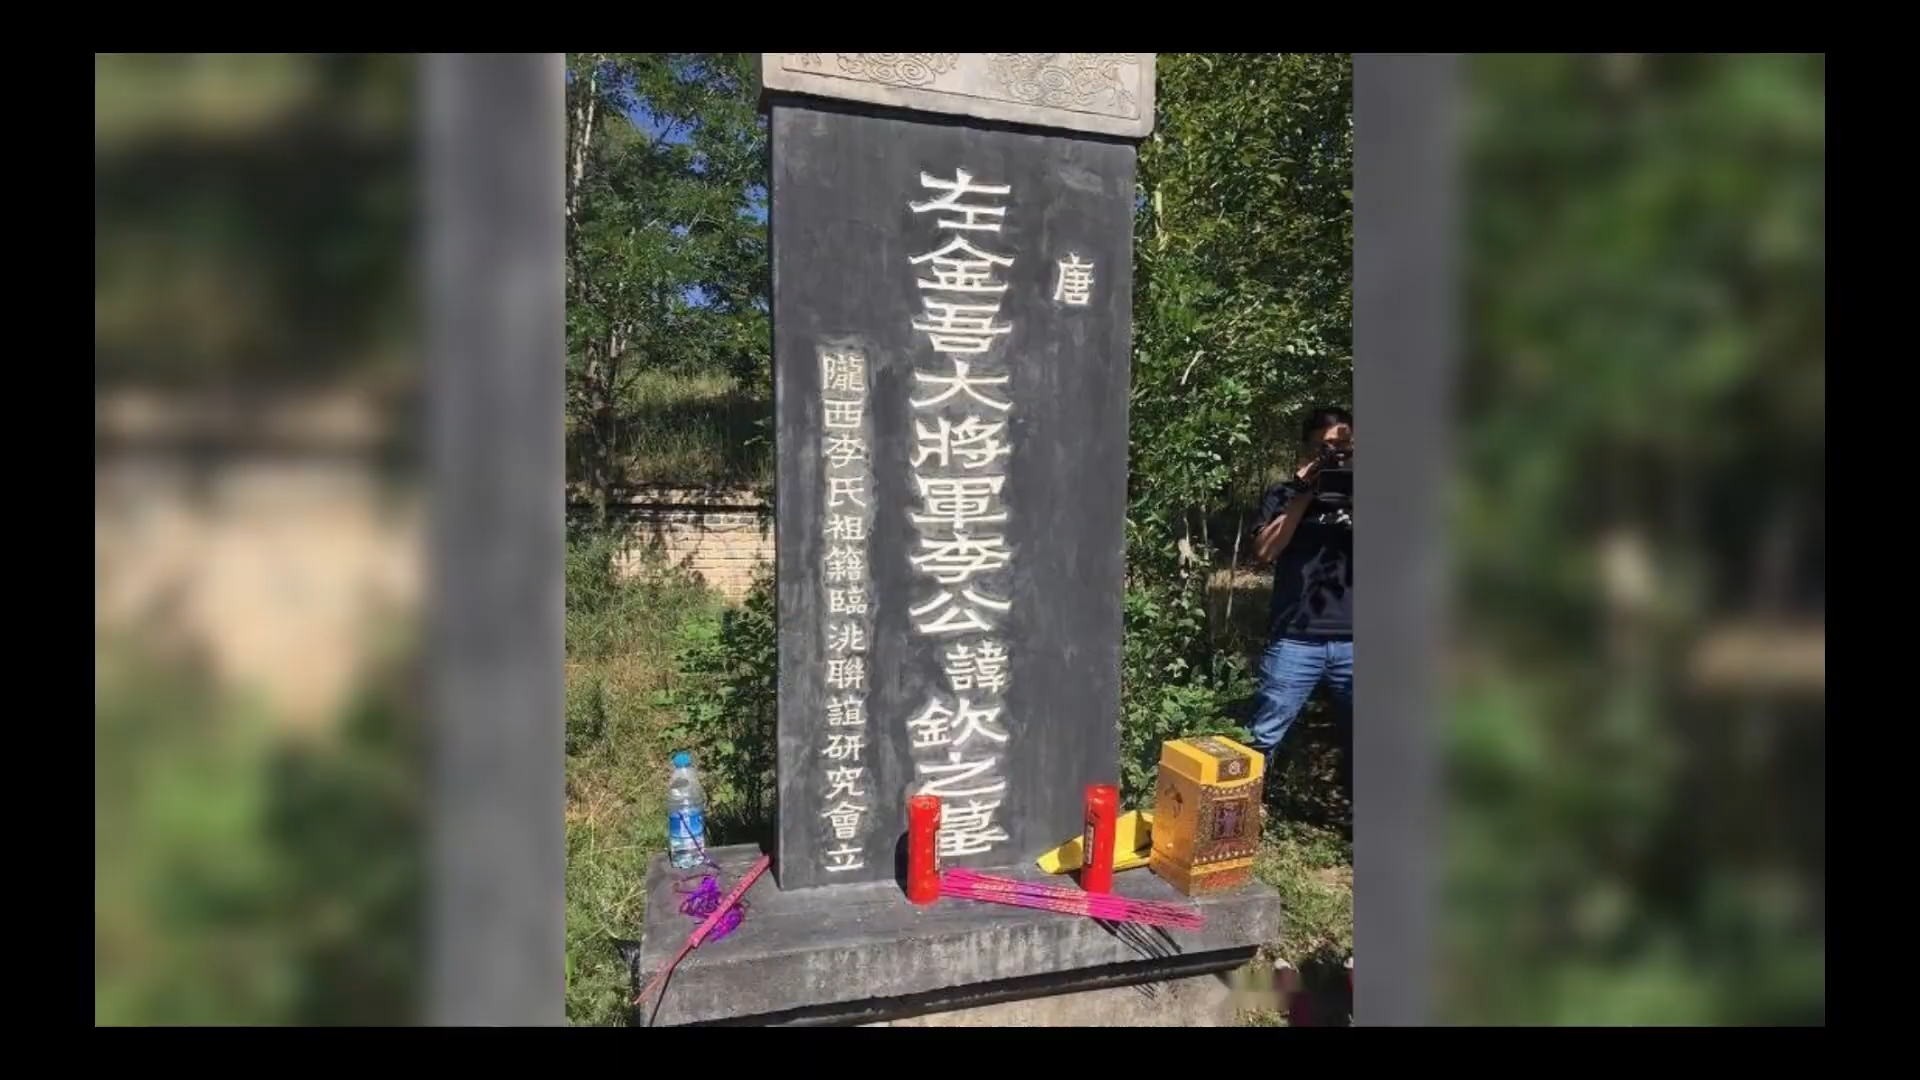 唐
左金吾大將軍李公諱欽之墓
隴西李氏祖籍臨洮聯誼研究會立